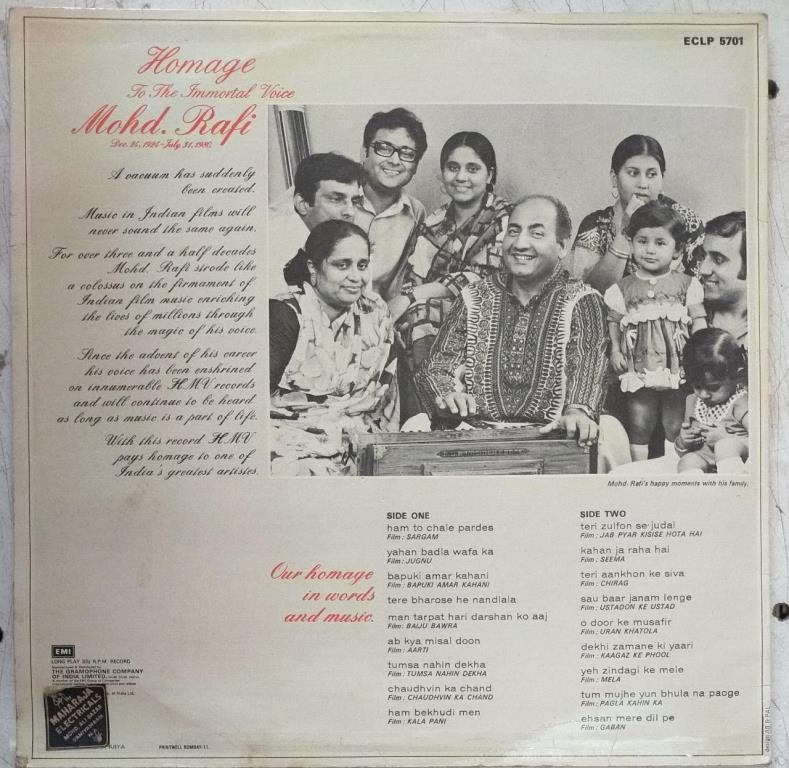 ECLP 5701
Homage
To The Immortal Voice
Mohd. Rafi
Dec. 24, 1924 - July 31, 1980.
A vacuum has suddenly
been created.
Music in Indian films will
never sound the same again.
For over three and a half decades
Mohd. Rafi strode like
a colossus on the firmament of
Indian film music enriching
the lives of millions through
the magic of his voice.
Since the advent of his career
his voice has been enshrined
on innumerable HMV records
and will continue to be heard
as long as music is a part of life.
With this record HMV
pays homage to one of
India's greatest artistes.
Mohd. Rafi's happy moments with his family.
Our homage
in words
and music.
SIDE ONE
ham to chale pardes
Film : SARGAM
yahan badla wafa ka
Film : JUGNU
bapuki amar kahani
Film : BAPUKI AMAR KAHANI
tere bharose he nandlala
man tarpat hari darshan ko aaj
Film : BAIJU BAWRA
ab kya misal doon
Film : AARTI
tumsa nahin dekha
Film : TUMSA NAHIN DEKHA
chaudhvin ka chand
Film : CHAUDHVIN KA CHAND
ham bekhudi men
Film : KALA PANI
SIDE TWO
teri zulfon se judai
Film : JAB PYAR KISISE HOTA HAI
kahan ja raha hai
Film : SEEMA
teri aankhon ke siva
Film : CHIRAG
sau baar janam lenge
Film : USTADON KE USTAD
o door ke musafir
Film : URAN KHATOLA
dekhi zamane ki yaari
Film : KAAGAZ KE PHOOL
yeh zindagi ke mele
Film : MELA
tum mujhe yun bhula na paoge
Film : PAGLA KAHIN KA
ehsan mere dil pe
Film : GABAN
EMI
LONG PLAY 33⅓ R.P.M. RECORD
THE GRAMOPHONE COMPANY
OF INDIA LIMITED.
of India Ltd.
MAHARAJA
ELECTRICALS
PRINTWELL BOMBAY-11.